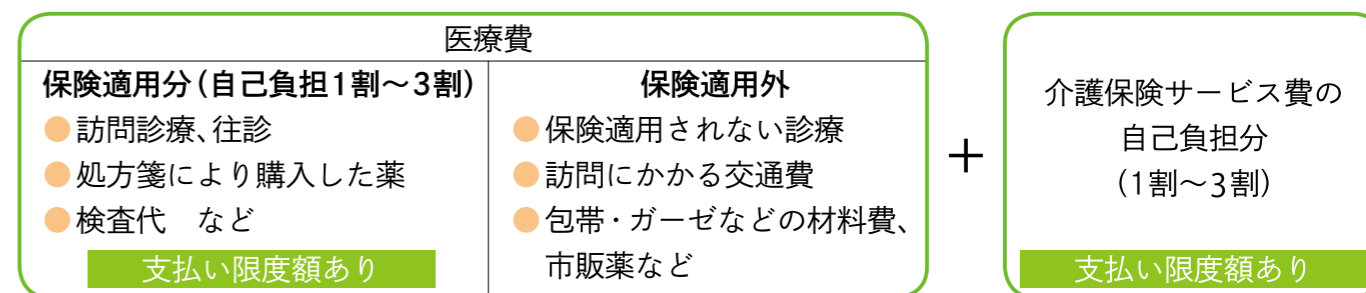 医療費
保険適用分(自己負担1割～3割)
●訪問診療、往診
●処方箋により購入した薬
●検査代　など
支払い限度額あり
保険適用外
●保険適用されない診療
●訪問にかかる交通費
●包帯・ガーゼなどの材料費、
市販薬など
＋
介護保険サービス費の
自己負担分
(1割～3割)
支払い限度額あり